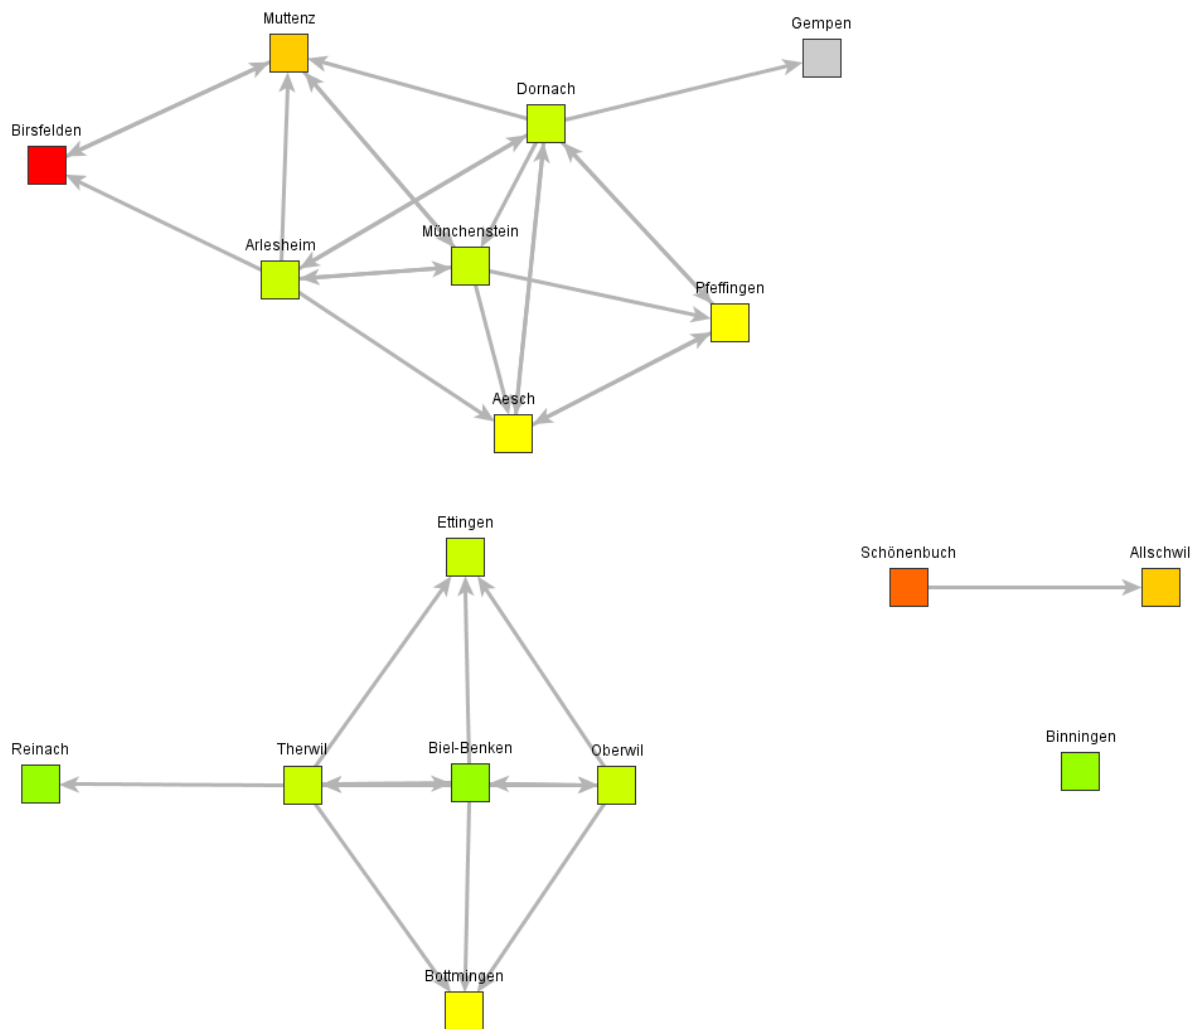 Muttenz
Gempen
Dornach
Birsfelden
Münchenstein
Arlesheim
Pfeffingen
Aesch
Ettingen
Schönenbuch
Allschwil
Binningen
Reinach
Therwil
Biel-Benken
Oberwil
Bottmingen